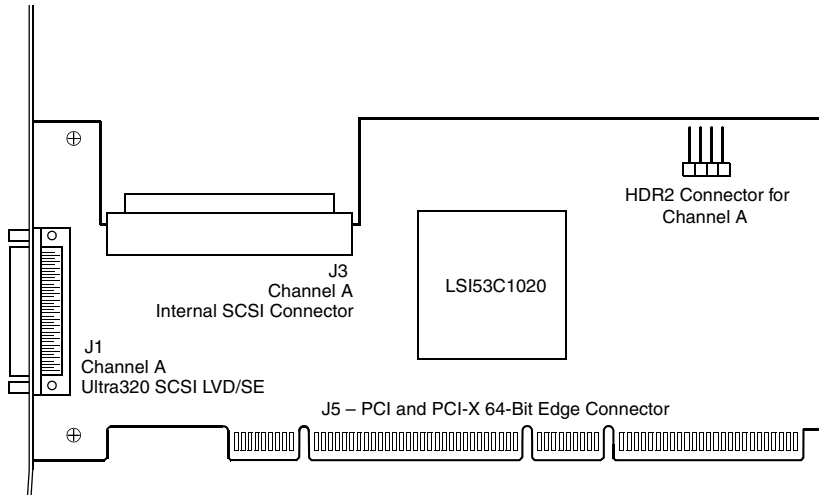 HDR2 Connector for
Channel A
J3
Channel A
Internal SCSI Connector
LSI53C1020
J1
Channel A
Ultra320 SCSI LVD/SE
J5 – PCI and PCI-X 64-Bit Edge Connector